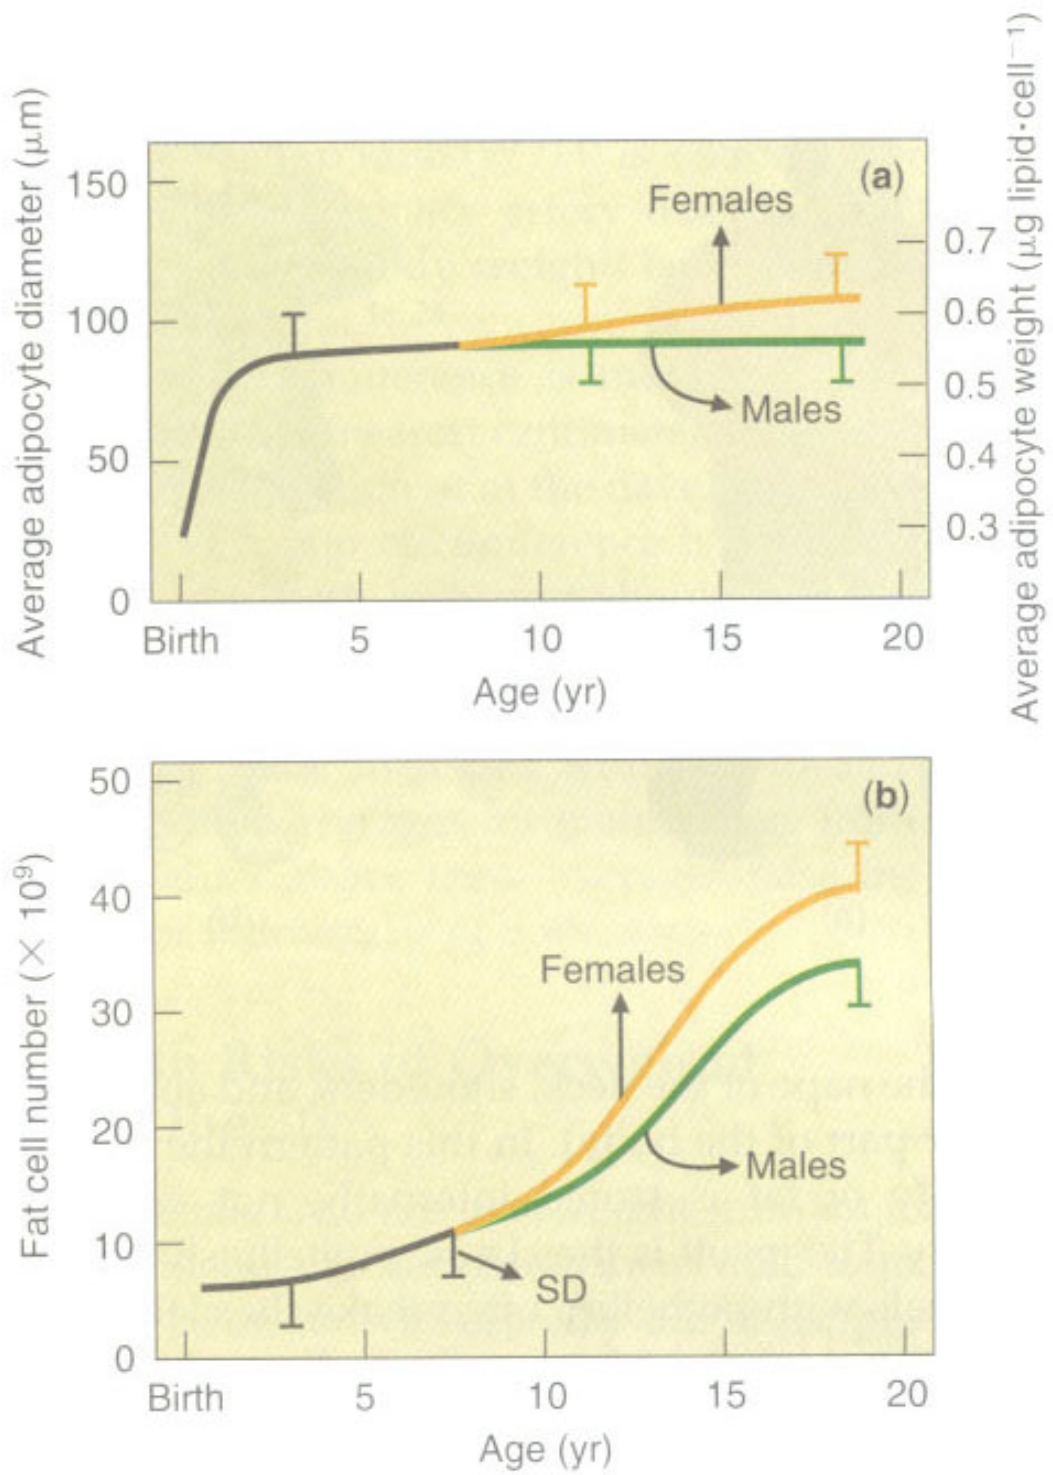 (a)
Average adipocyte diameter (μm)
150
100
50
0
Females
Males
0.7
0.6
0.5
0.4
0.3
Average adipocyte weight (μg lipid·cell⁻¹)
Birth 5 10 15 20
Age (yr)
(b)
Fat cell number (× 10⁹)
50
40
30
20
10
0
Females
Males
SD
Birth 5 10 15 20
Age (yr)